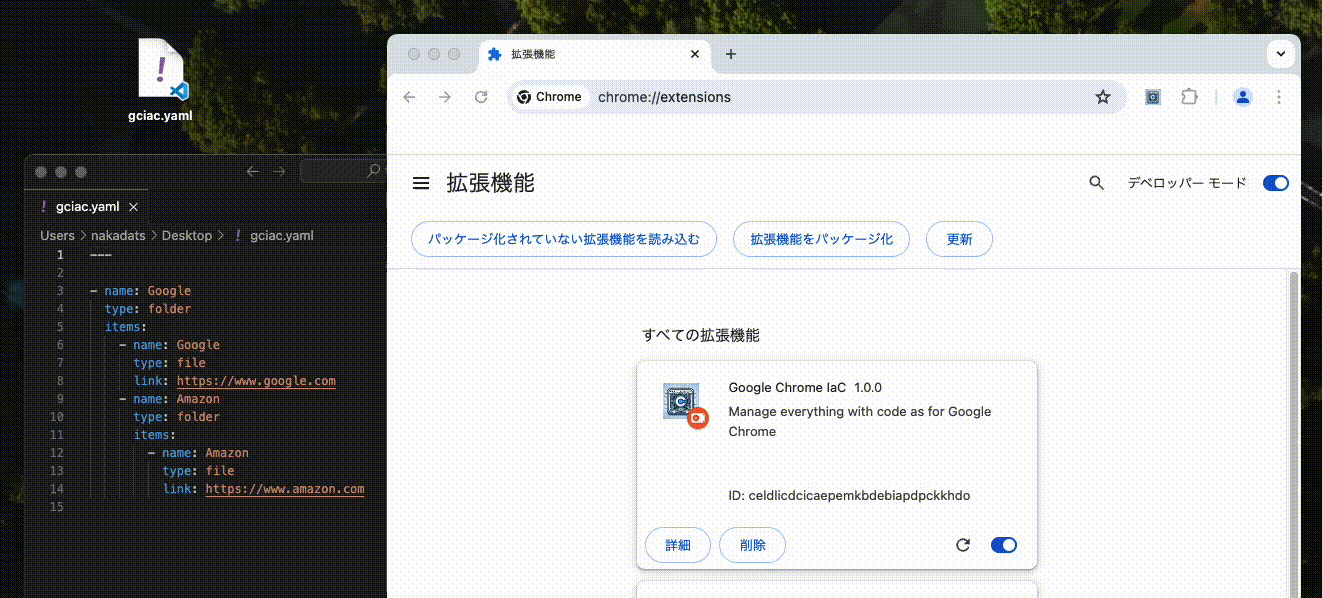 gciac.yaml
! gciac.yaml
Users > nakadats > Desktop > ! gciac.yaml
1 ---
2
3 - name: Google
4 type: folder
5 items:
6 - name: Google
7 type: file
8 link: https://www.google.com
9 - name: Amazon
10 type: folder
11 items:
12 - name: Amazon
13 type: file
14 link: https://www.amazon.com
15
拡張機能
Chrome chrome://extensions
拡張機能 デベロッパー モード
パッケージ化されていない拡張機能を読み込む 拡張機能をパッケージ化 更新
すべての拡張機能
Google Chrome IaC 1.0.0
Manage everything with code as for Google
Chrome
ID: celdlicdcicaepemkbdebiapdpckkhdo
詳細 削除